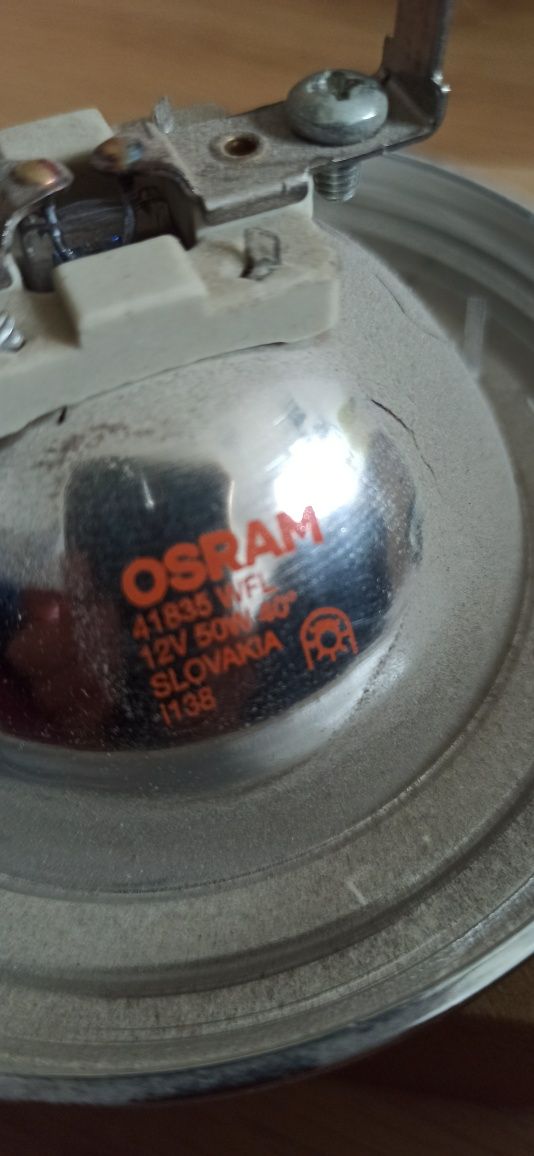 OSRAM
41835 WFL
12V 50W 40°
SLOVAKIA
I138